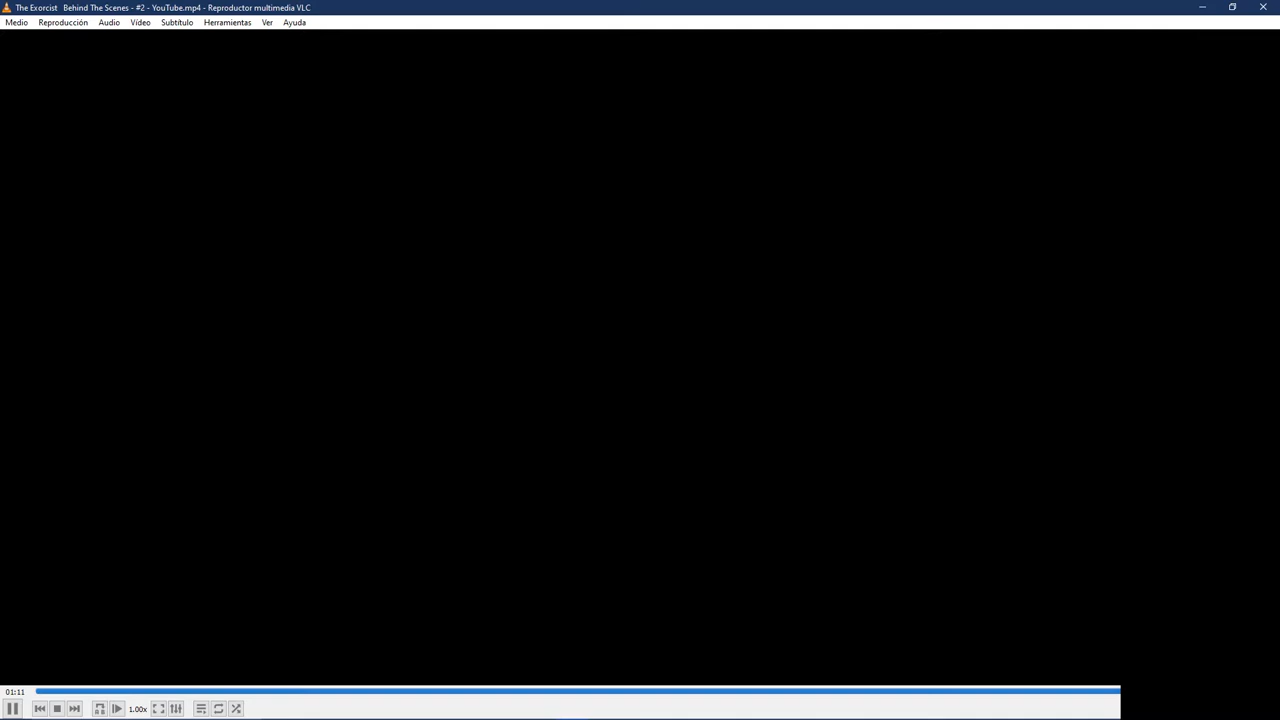 The Exorcist   Behind The Scenes - #2 - YouTube.mp4 - Reproductor multimedia VLC
Medio Reproducción Audio Vídeo Subtítulo Herramientas Ver Ayuda
01:11
1.00x